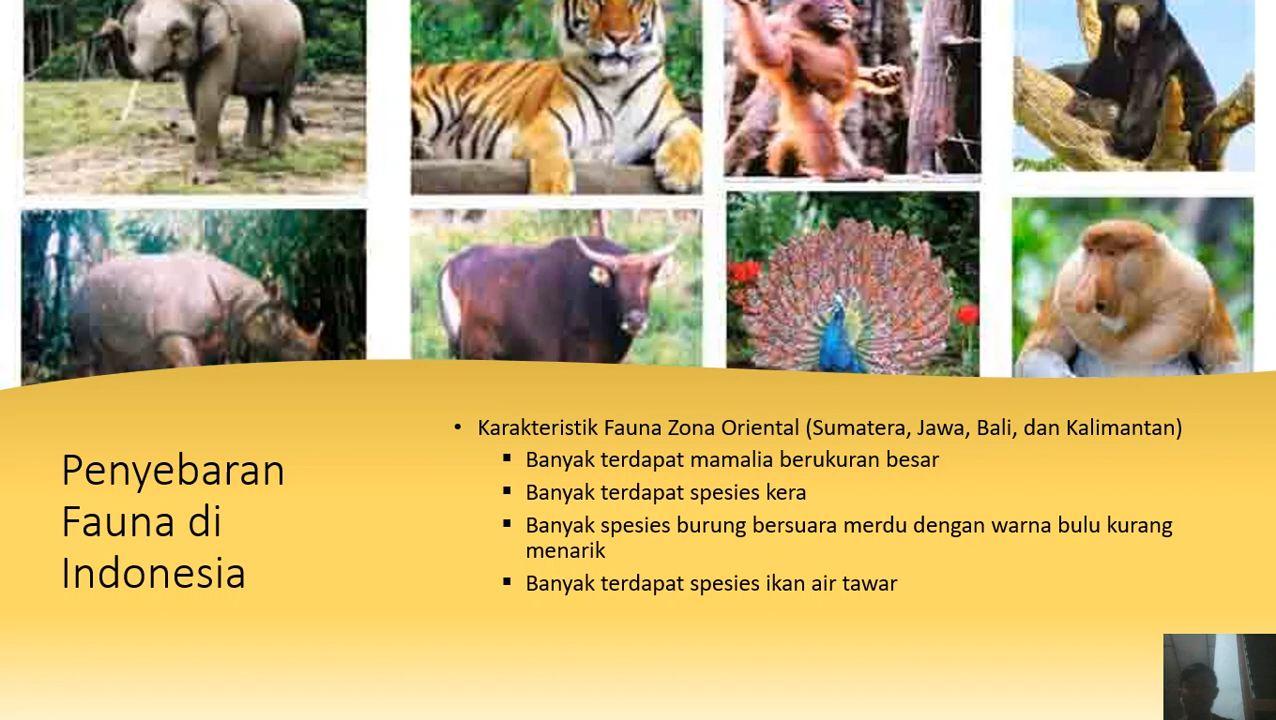 Penyebaran
Fauna di
Indonesia
• Karakteristik Fauna Zona Oriental (Sumatera, Jawa, Bali, dan Kalimantan)
▪ Banyak terdapat mamalia berukuran besar
▪ Banyak terdapat spesies kera
▪ Banyak spesies burung bersuara merdu dengan warna bulu kurang
menarik
▪ Banyak terdapat spesies ikan air tawar